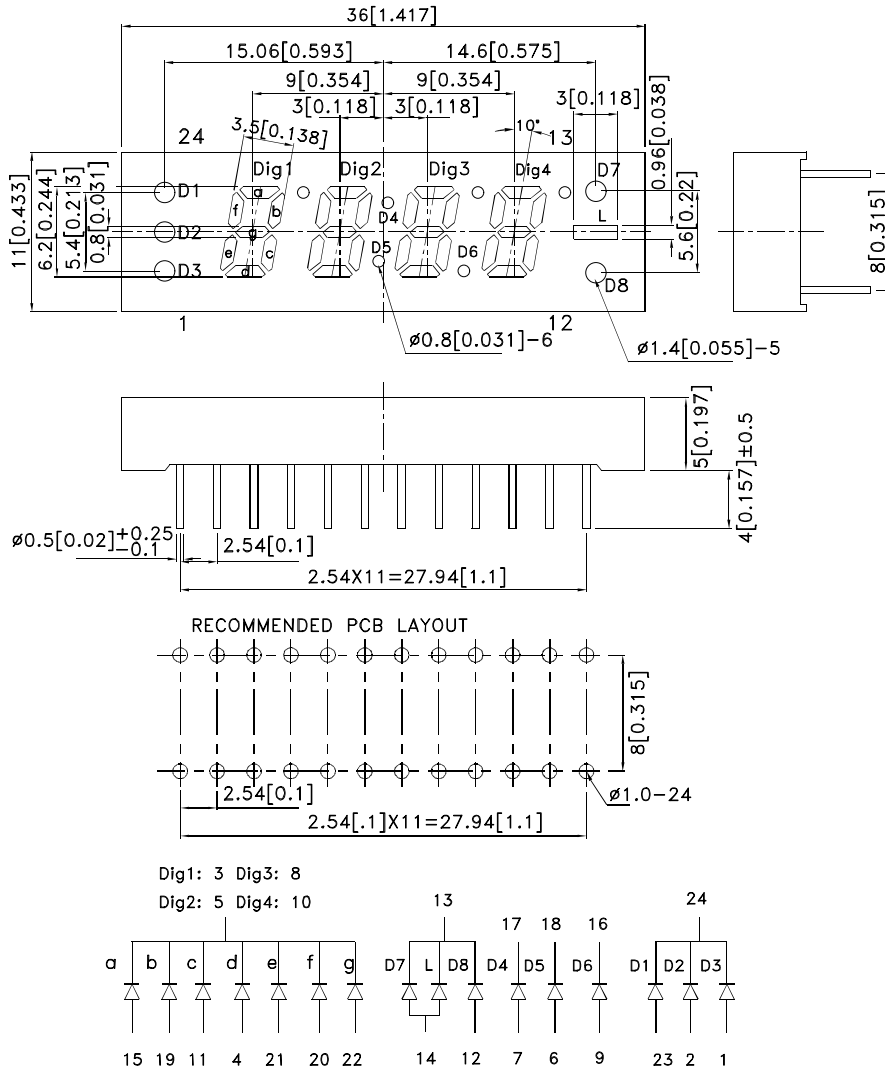 36[1.417]
15.06[0.593] 14.6[0.575]
9[0.354] 9[0.354]
3[0.118] 3[0.118] 3[0.118]
0.96[0.038]
24 3.5[0.138] 10° 13
Dig1 Dig2 Dig3 Dig4 D7
D1 a
f b D4
D2 g L
D5 D6
e c
D3 d D8
11[0.433]
6.2[0.244]
5.4[0.213]
0.8[0.031]
5.6[0.22]
8[0.315]
1 12
ø0.8[0.031]-6
ø1.4[0.055]-5
5[0.197]
4[0.157]±0.5
ø0.5[0.02]+0.25
-0.1
2.54[0.1]
2.54X11=27.94[1.1]
RECOMMENDED PCB LAYOUT
8[0.315]
2.54[0.1]
ø1.0-24
2.54[.1]X11=27.94[1.1]
Dig1: 3 Dig3: 8
Dig2: 5 Dig4: 10
13 24
17 18 16
a b c d e f g D7 L D8 D4 D5 D6 D1 D2 D3
15 19 11 4 21 20 22 14 12 7 6 9 23 2 1